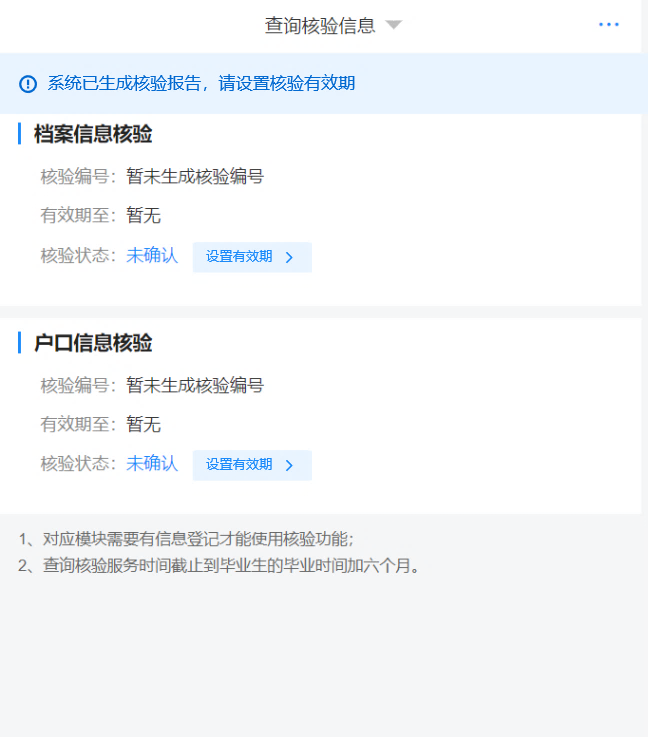 查询核验信息
系统已生成核验报告，请设置核验有效期
档案信息核验
核验编号：暂未生成核验编号
有效期至：暂无
核验状态：未确认 设置有效期
户口信息核验
核验编号：暂未生成核验编号
有效期至：暂无
核验状态：未确认 设置有效期
1、对应模块需要有信息登记才能使用核验功能；
2、查询核验服务时间截止到毕业生的毕业时间加六个月。